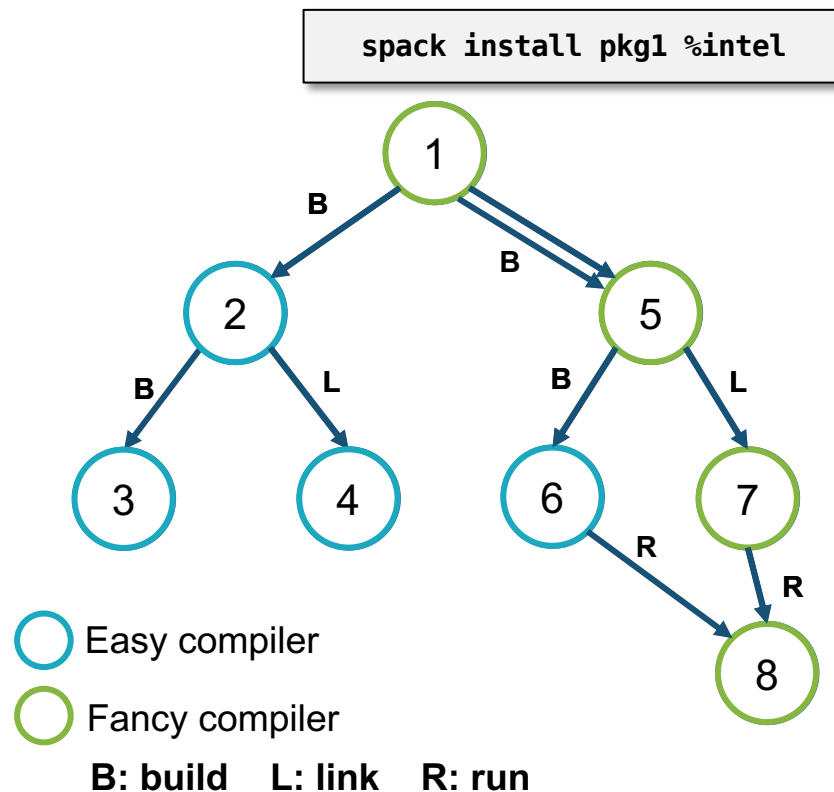 spack install pkg1 %intel
1
B
B
2
5
B
L
B
L
3
4
6
7
R
R
8
Easy compiler
Fancy compiler
B: build L: link R: run